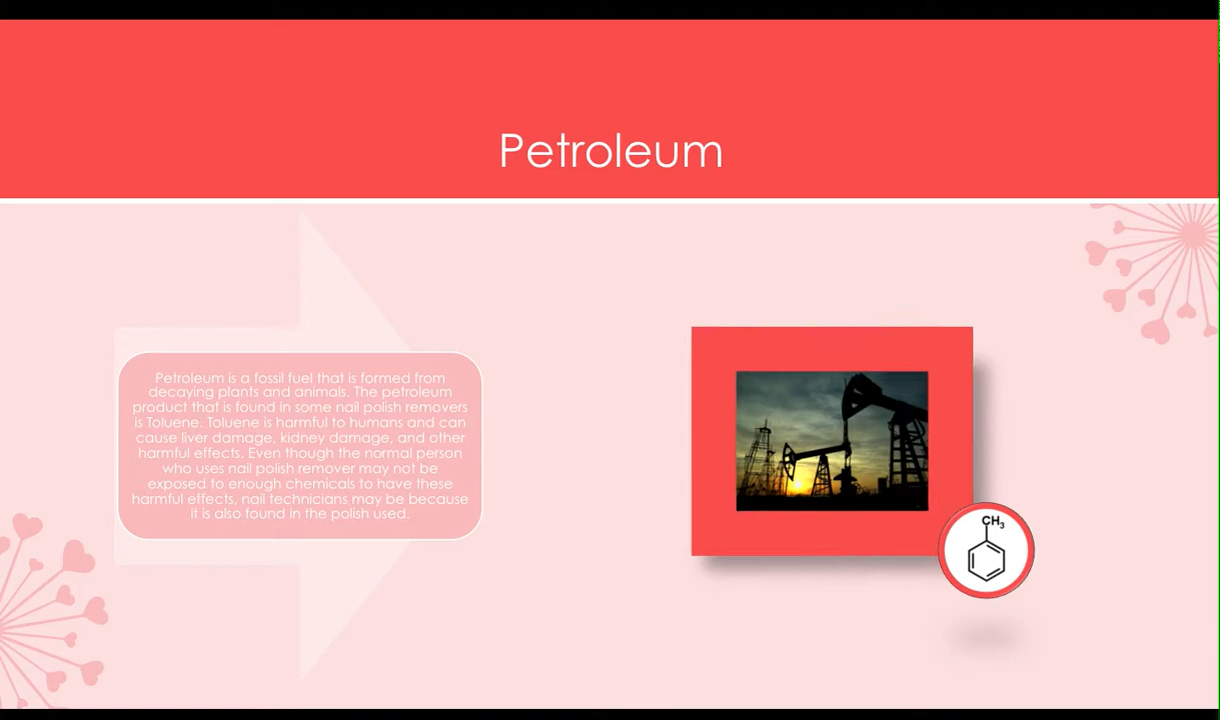 Petroleum
Petroleum is a fossil fuel that is formed from
decaying plants and animals. The petroleum
product that is found in some nail polish removers
is Toluene. Toluene is harmful to humans and can
cause liver damage, kidney damage, and other
harmful effects. Even though the normal person
who uses nail polish remover may not be
exposed to enough chemicals to have these
harmful effects, nail technicians may be because
it is also found in the polish used.
CH₃